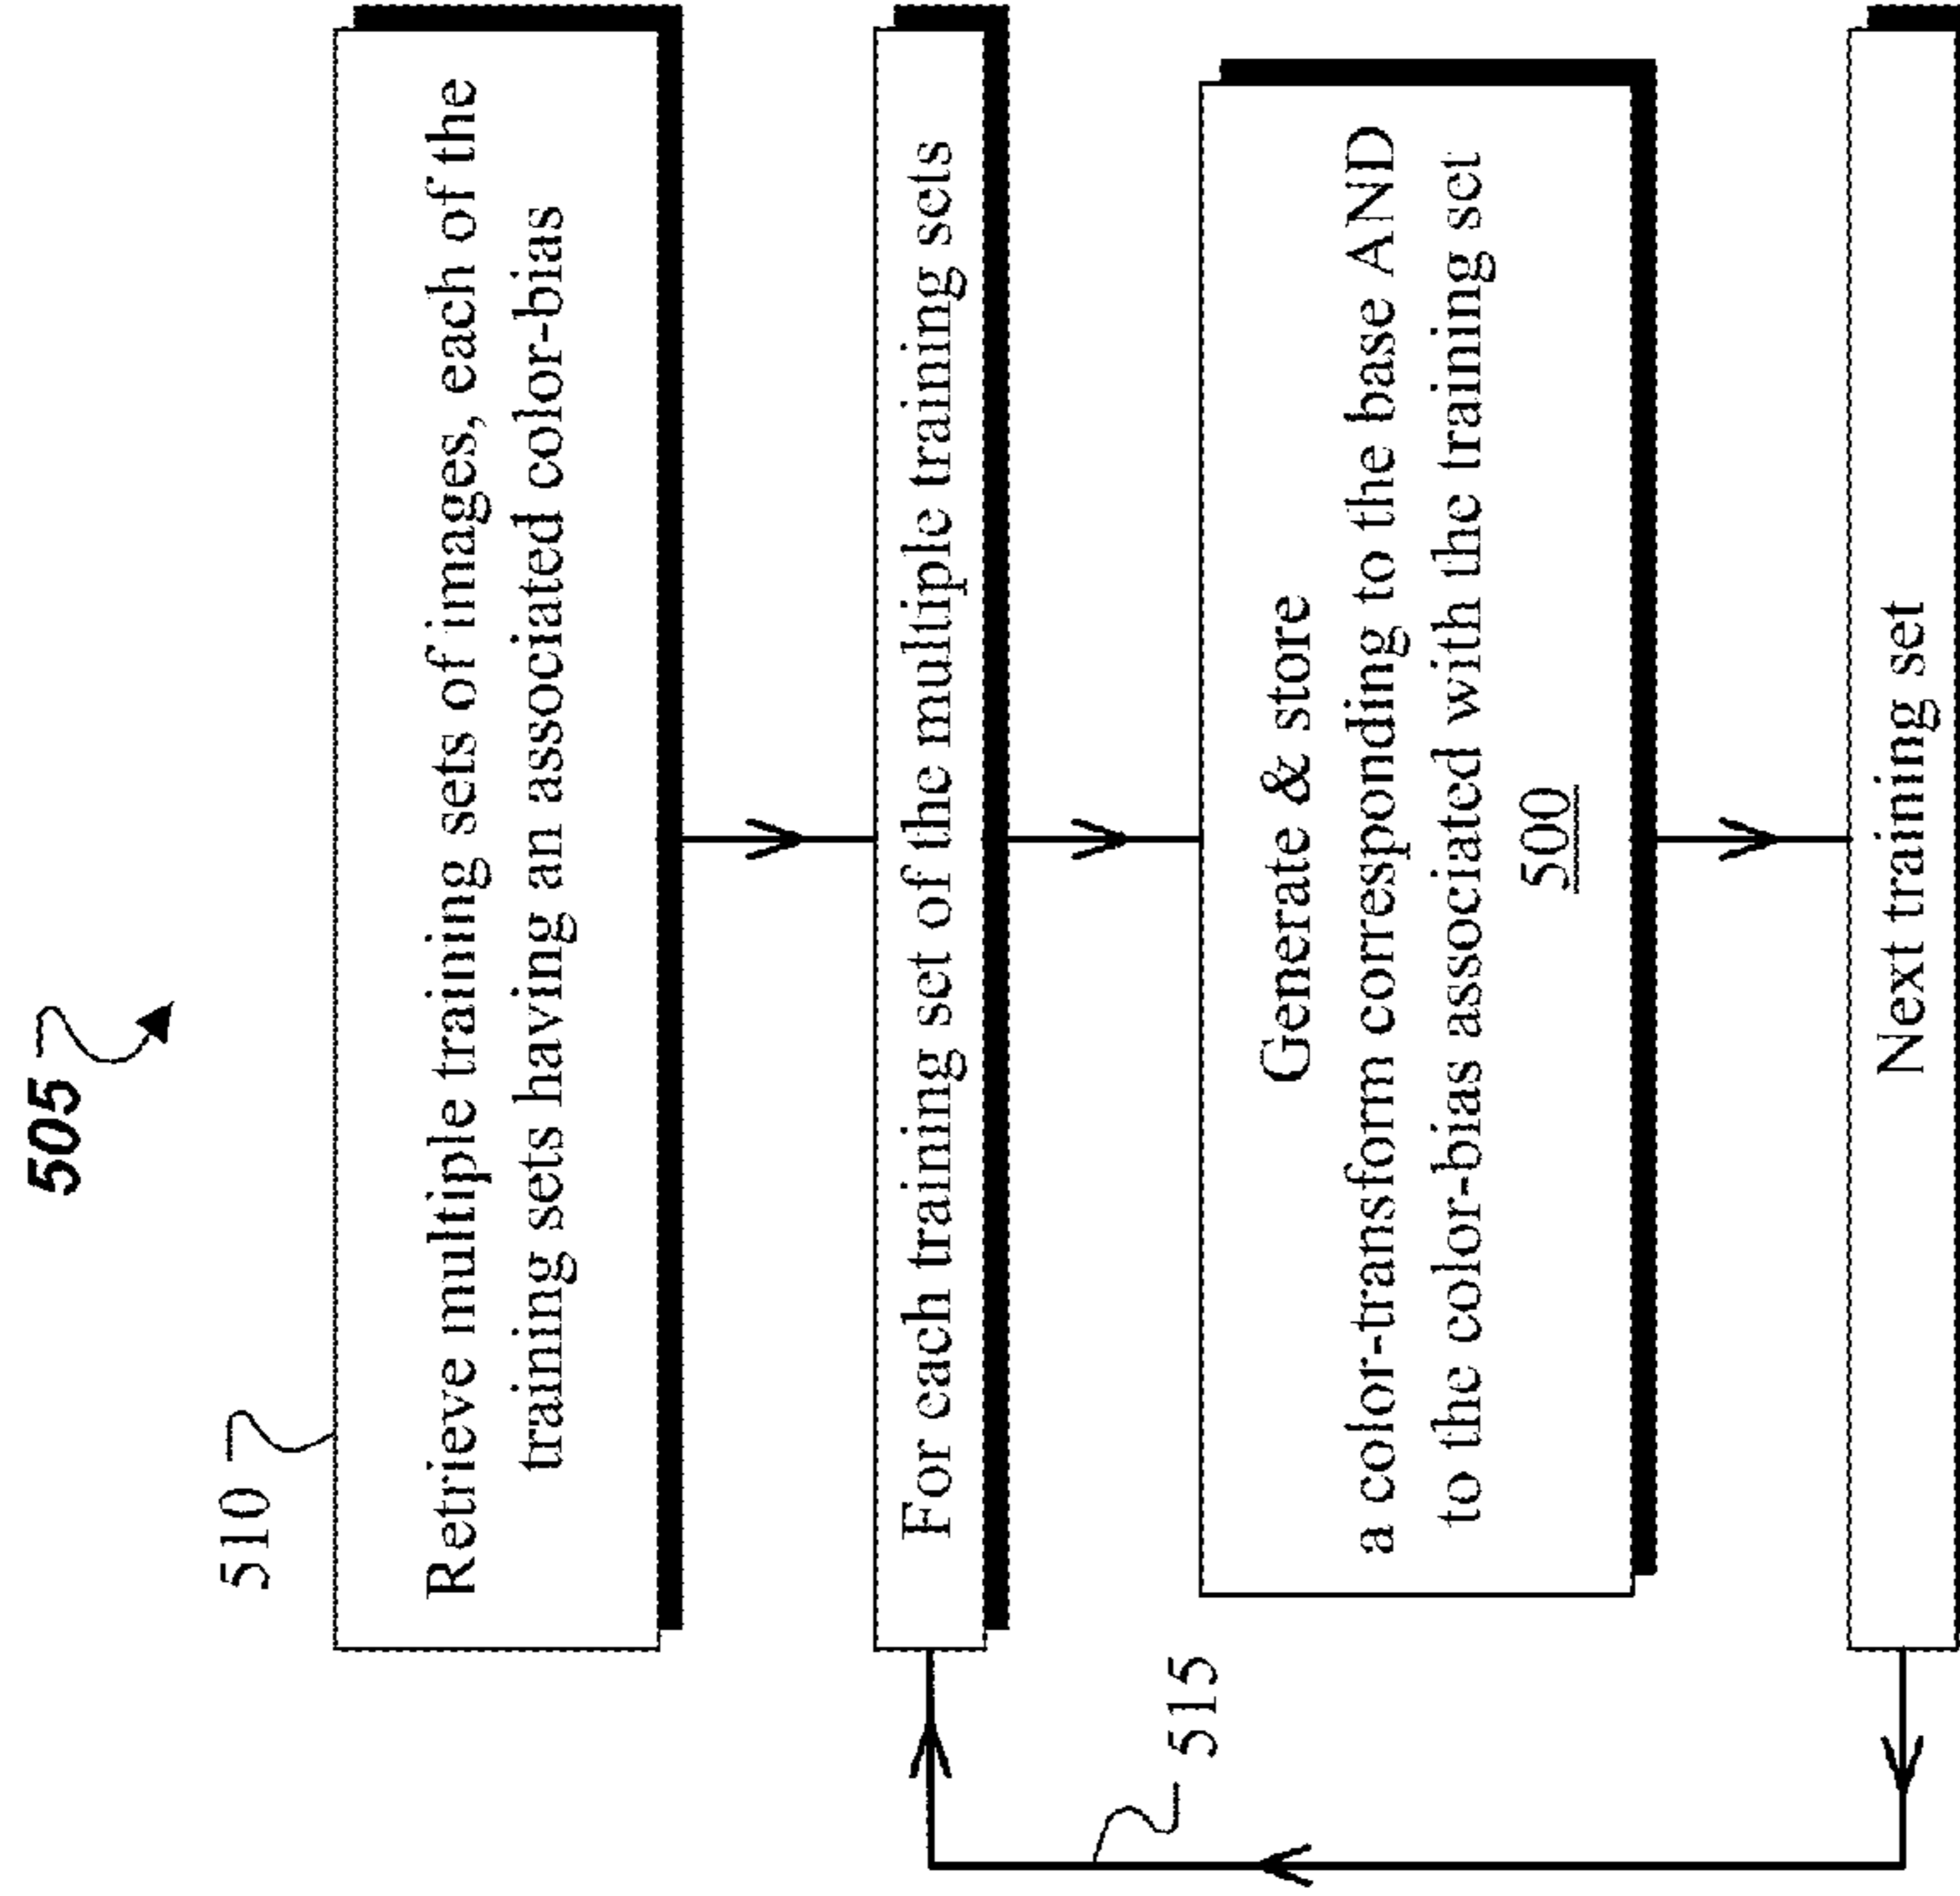 505
510
Retrieve multiple training sets of images, each of the
training sets having an associated color-bias
For each training set of the multiple training sets
515
Generate & store
a color-transform corresponding to the base AND
to the color-bias associated with the training set
500
Next training set